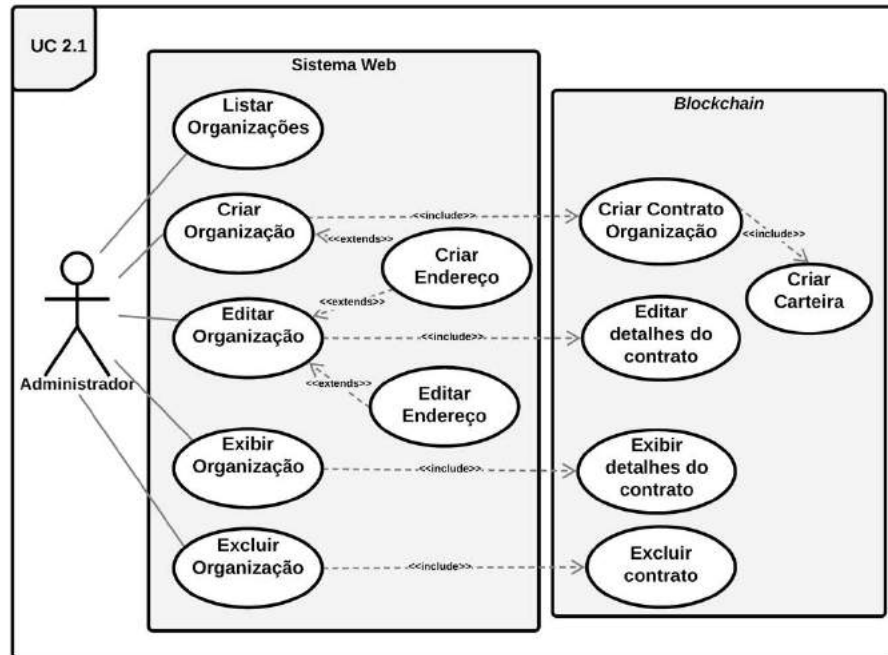 UC 2.1
Sistema Web
Blockchain
Listar
Organizações
Criar
Organização
<<include>>
Criar Contrato
Organização
<<extends>>
<<include>>
Criar
Endereço
Criar
Carteira
<<extends>>
Editar
Organização
<<include>>
Editar
detalhes do
contrato
<<extends>>
Editar
Endereço
Administrador
Exibir
Organização
<<include>>
Exibir
detalhes do
contrato
Excluir
Organização
<<include>>
Excluir
contrato